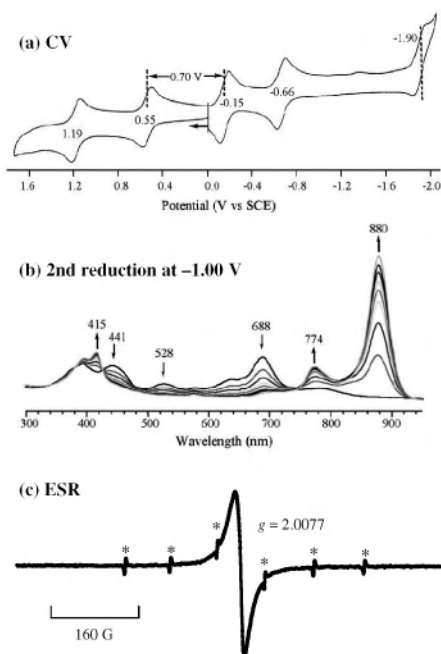 (a) CV
0.70 V
-1.90
-0.15
-0.66
0.55
1.19
1.6 1.2 0.8 0.4 0.0 -0.4 -0.8 -1.2 -1.6 -2.0
Potential (V vs SCE)
880
(b) 2nd reduction at –1.00 V
415
441
688
528
774
300 400 500 600 700 800 900
Wavelength (nm)
(c) ESR
g = 2.0077
* * * * * *
160 G